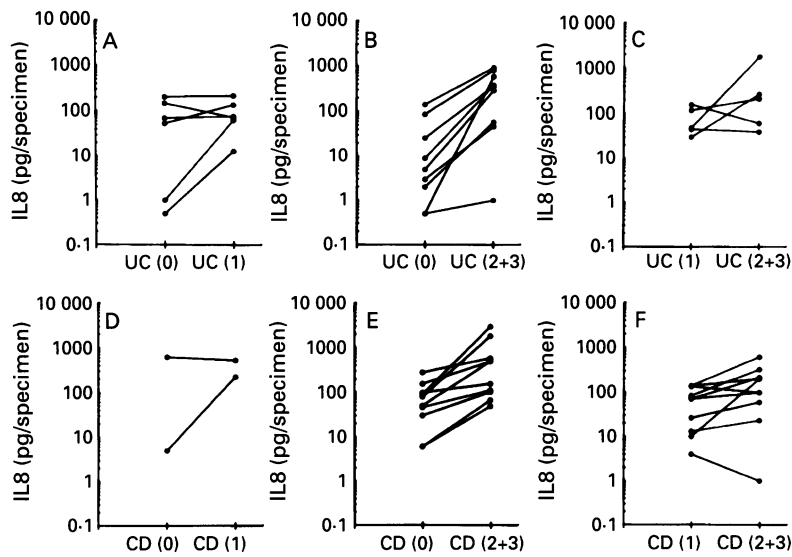 A
IL8 (pg/specimen)
10 000
1000
100
10
1
0·1
UC (0) UC (1)
B
IL8 (pg/specimen)
10 000
1000
100
10
1
0·1
UC (0) UC (2+3)
C
IL8 (pg/specimen)
10 000
1000
100
10
1
0·1
UC (1) UC (2+3)
D
IL8 (pg/specimen)
10 000
1000
100
10
1
0·1
CD (0) CD (1)
E
IL8 (pg/specimen)
10 000
1000
100
10
1
0·1
CD (0) CD (2+3)
F
IL8 (pg/specimen)
10 000
1000
100
10
1
0·1
CD (1) CD (2+3)